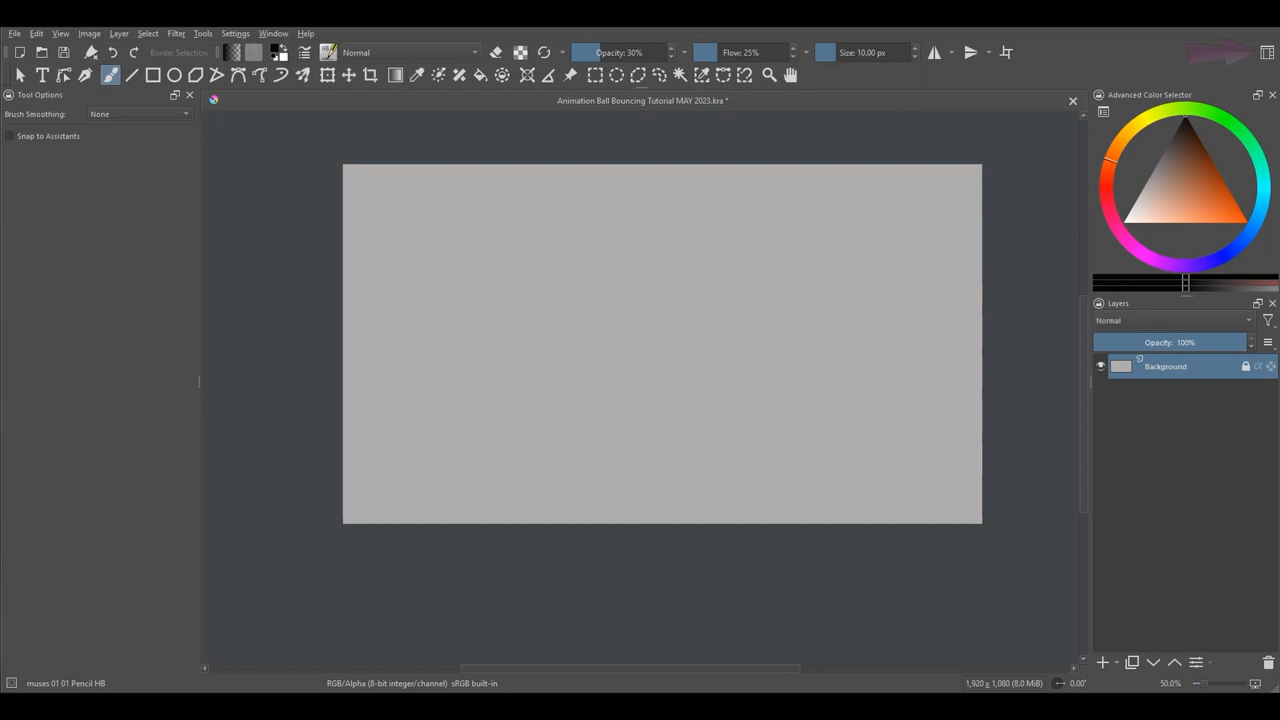 File Edit View Image Layer Select Filter Tools Settings Window Help
Border Selection
Normal
Opacity: 30%
Flow: 25%
Size: 10.00 px
Tool Options
Brush Smoothing: None
Snap to Assistants
Animation Ball Bouncing Tutorial MAY 2023.kra *
Advanced Color Selector
Layers
Normal
Opacity: 100%
Background
muses 01 01 Pencil HB
RGB/Alpha (8-bit integer/channel) sRGB built-in
1,920 x 1,080 (8.0 MiB)
0.00°
50.0%